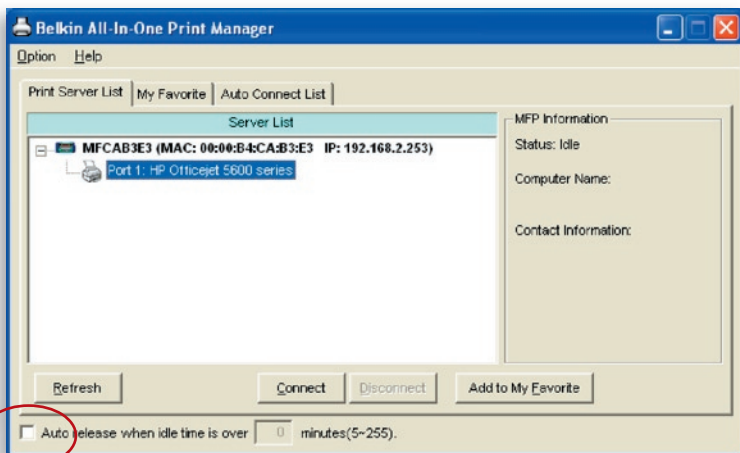 Belkin All-In-One Print Manager
Option Help
Print Server List My Favorite Auto Connect List
Server List
MFCAB3E3 (MAC: 00:00:B4:CA:B3:E3 IP: 192.168.2.253)
Port 1: HP Officejet 5600 series
MFP Information
Status: Idle
Computer Name:
Contact Information:
Refresh Connect Disconnect Add to My Favorite
Auto release when idle time is over 0 minutes(5~255).